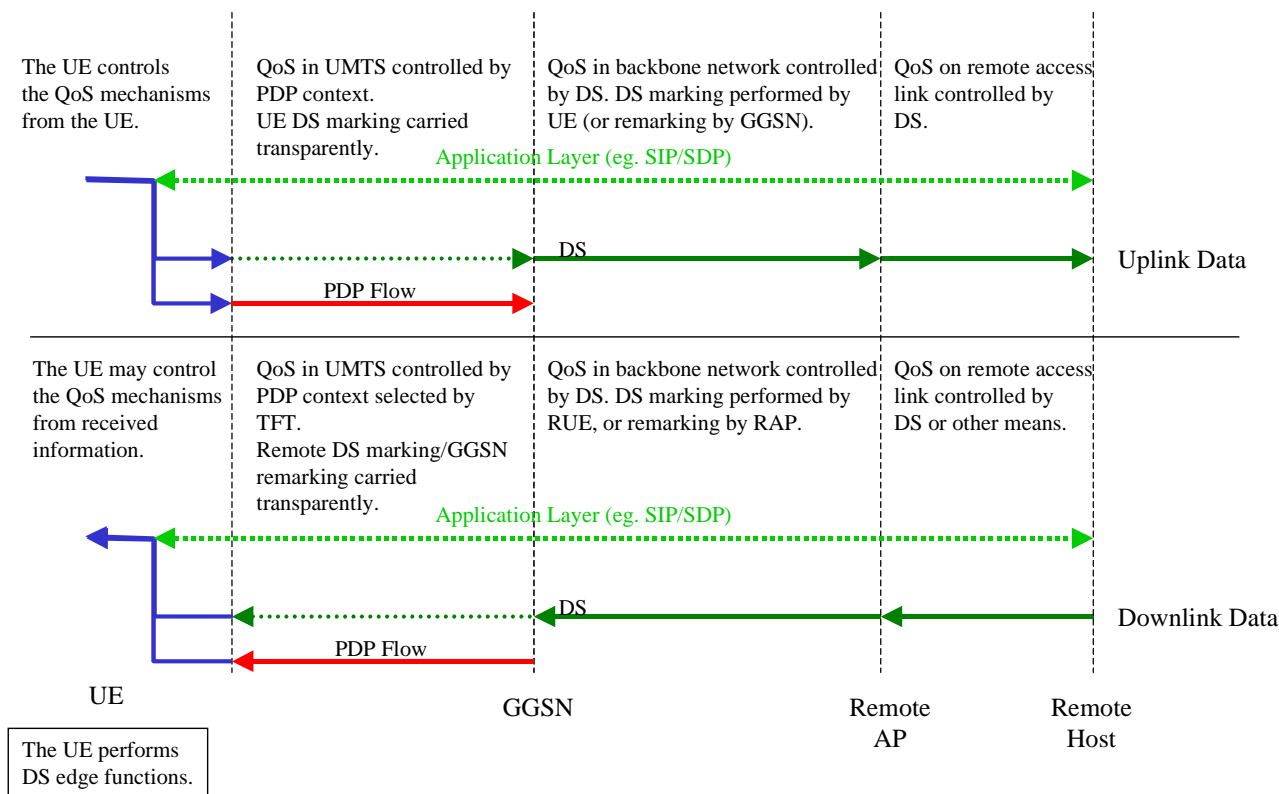 The UE controls
the QoS mechanisms
from the UE.
QoS in UMTS controlled by
PDP context.
UE DS marking carried
transparently.
QoS in backbone network controlled
by DS. DS marking performed by
UE (or remarking by GGSN).
QoS on remote access
link controlled by
DS.
Application Layer (eg. SIP/SDP)
DS
Uplink Data
PDP Flow
The UE may control
the QoS mechanisms
from received
information.
QoS in UMTS controlled by
PDP context selected by
TFT.
Remote DS marking/GGSN
remarking carried
transparently.
QoS in backbone network controlled
by DS. DS marking performed by
RUE, or remarking by RAP.
QoS on remote access
link controlled by
DS or other means.
Application Layer (eg. SIP/SDP)
DS
Downlink Data
PDP Flow
UE
GGSN
Remote
AP
Remote
Host
The UE performs
DS edge functions.